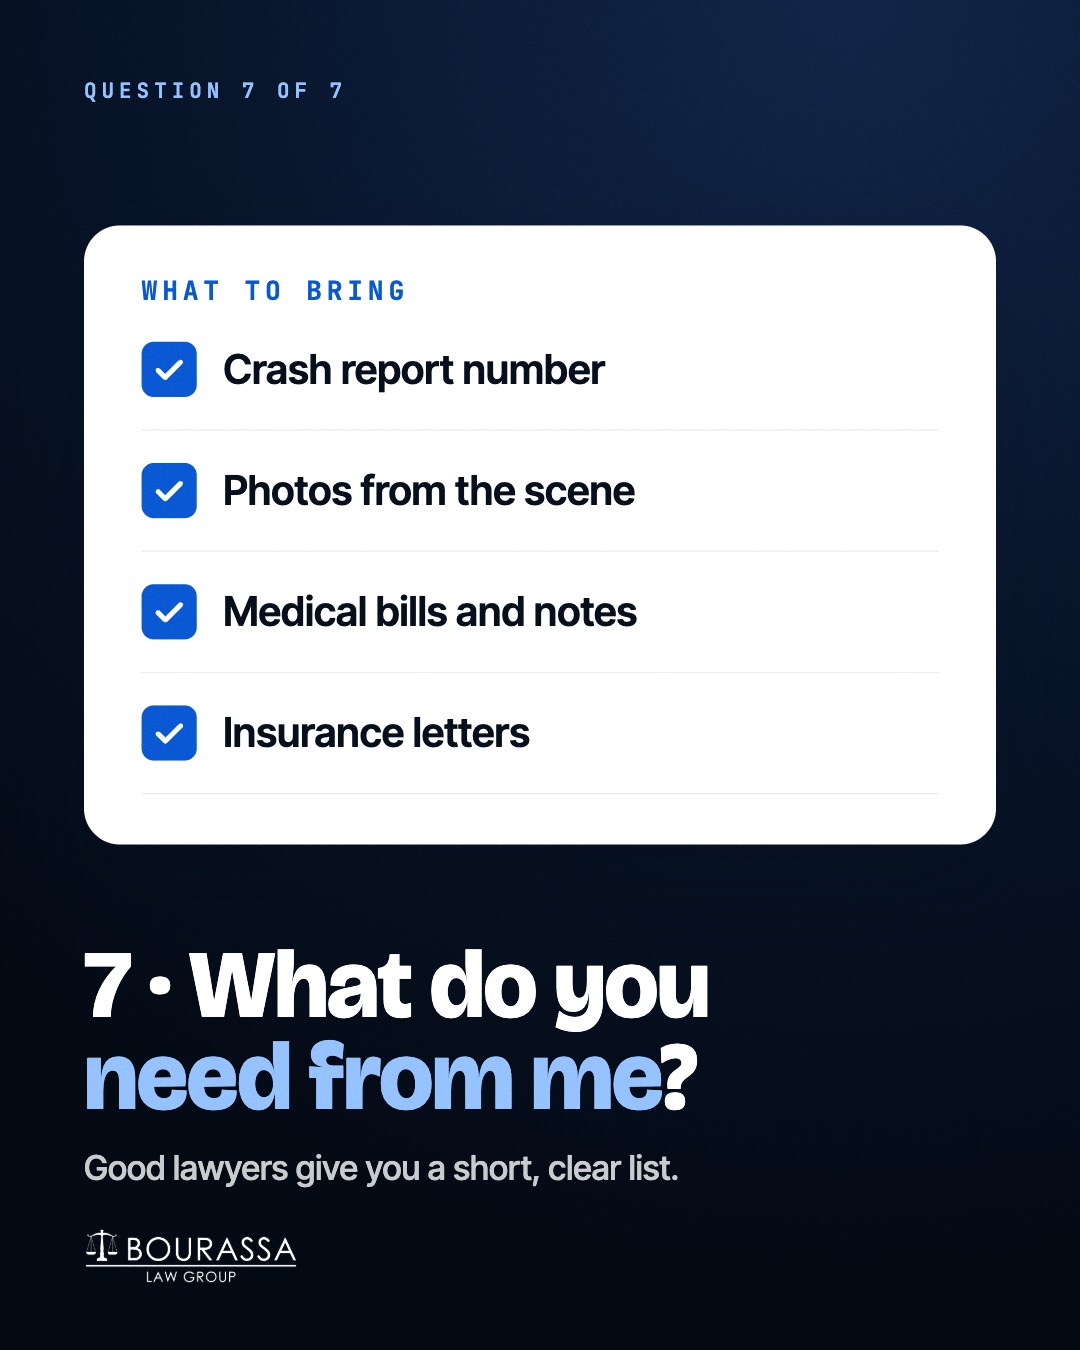 QUESTION 7 OF 7
WHAT TO BRING
Crash report number
Photos from the scene
Medical bills and notes
Insurance letters
7 · What do you
need from me?
Good lawyers give you a short, clear list.
BOURASSA
LAW GROUP